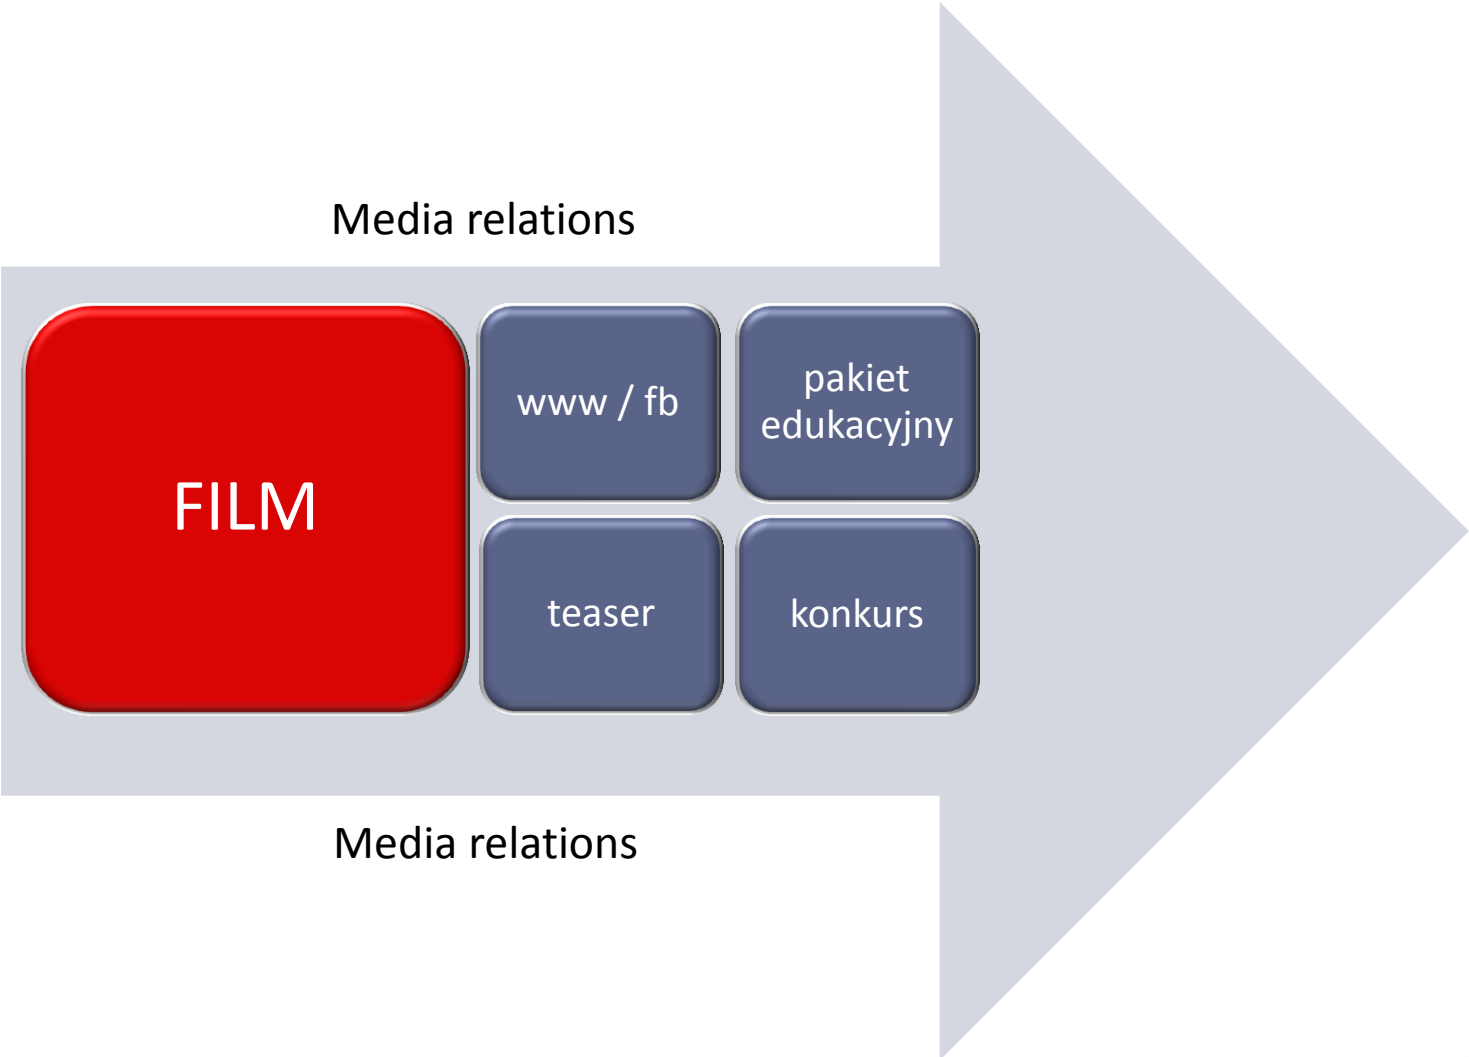 Media relations
FILM
www / fb
pakiet
edukacyjny
teaser
konkurs
Media relations